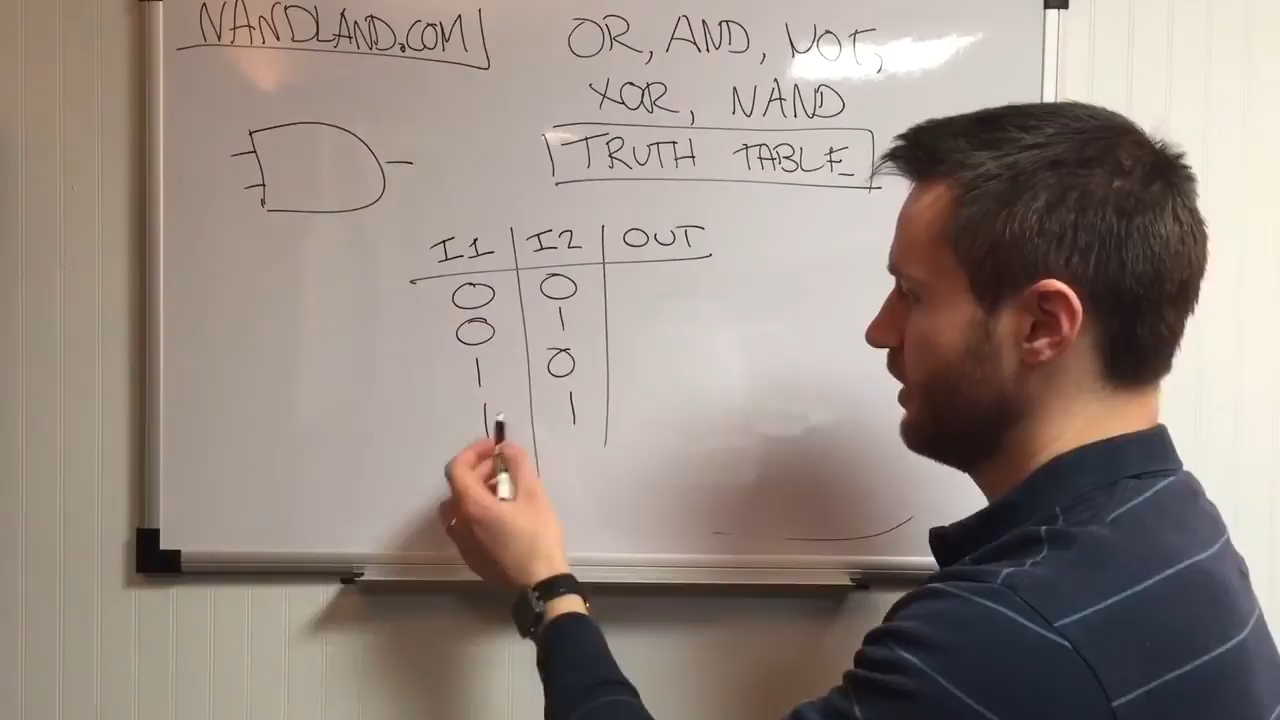 NANDLAND.COM
OR, AND, NOT,
XOR, NAND
TRUTH TABLE
I1 I2 OUT
0 0
0 1
1 0
1 1